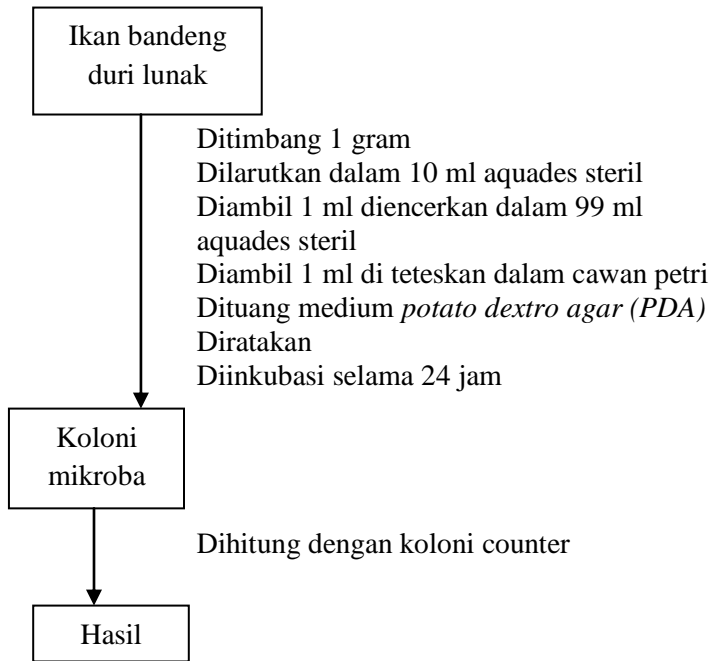 Ikan bandeng
duri lunak
Ditimbang 1 gram
Dilarutkan dalam 10 ml aquades steril
Diambil 1 ml diencerkan dalam 99 ml
aquades steril
Diambil 1 ml di teteskan dalam cawan petri
Dituang medium potato dextro agar (PDA)
Diratakan
Diinkubasi selama 24 jam
Koloni
mikroba
Dihitung dengan koloni counter
Hasil